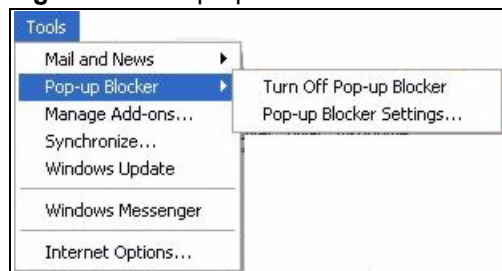 Tools
Mail and News
Pop-up Blocker
Turn Off Pop-up Blocker
Manage Add-ons...
Pop-up Blocker Settings...
Synchronize...
Windows Update
Windows Messenger
Internet Options...